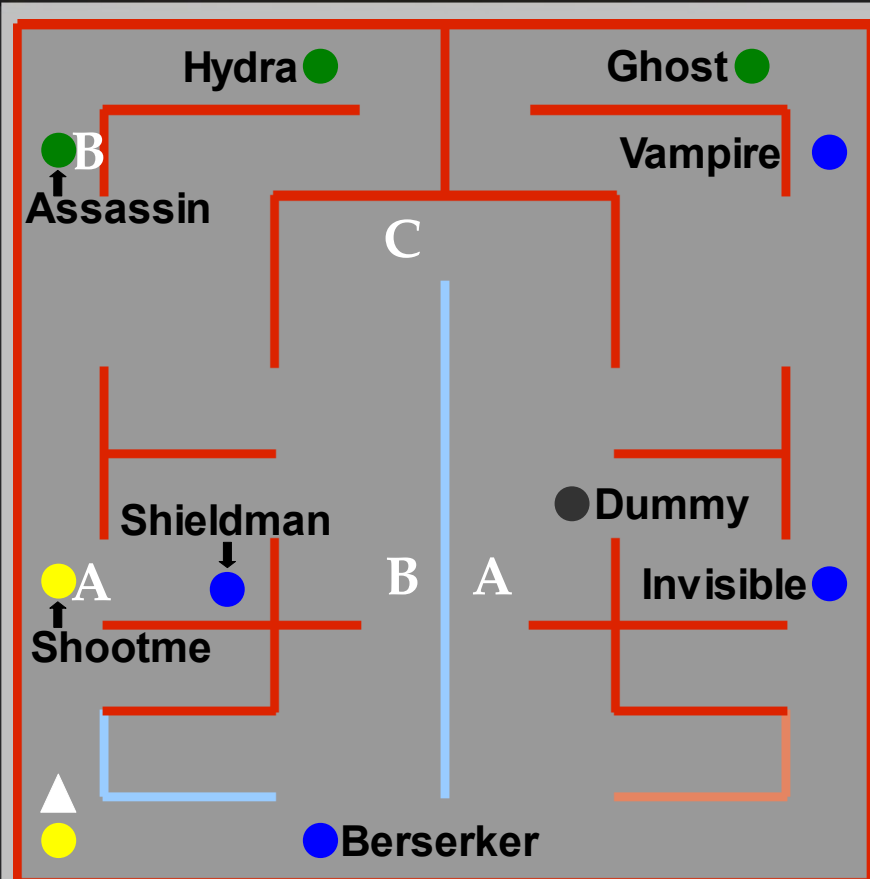 Hydra
Ghost
B
Vampire
Assassin
C
Shieldman
Dummy
A
B
A
Invisible
Shootme
Berserker